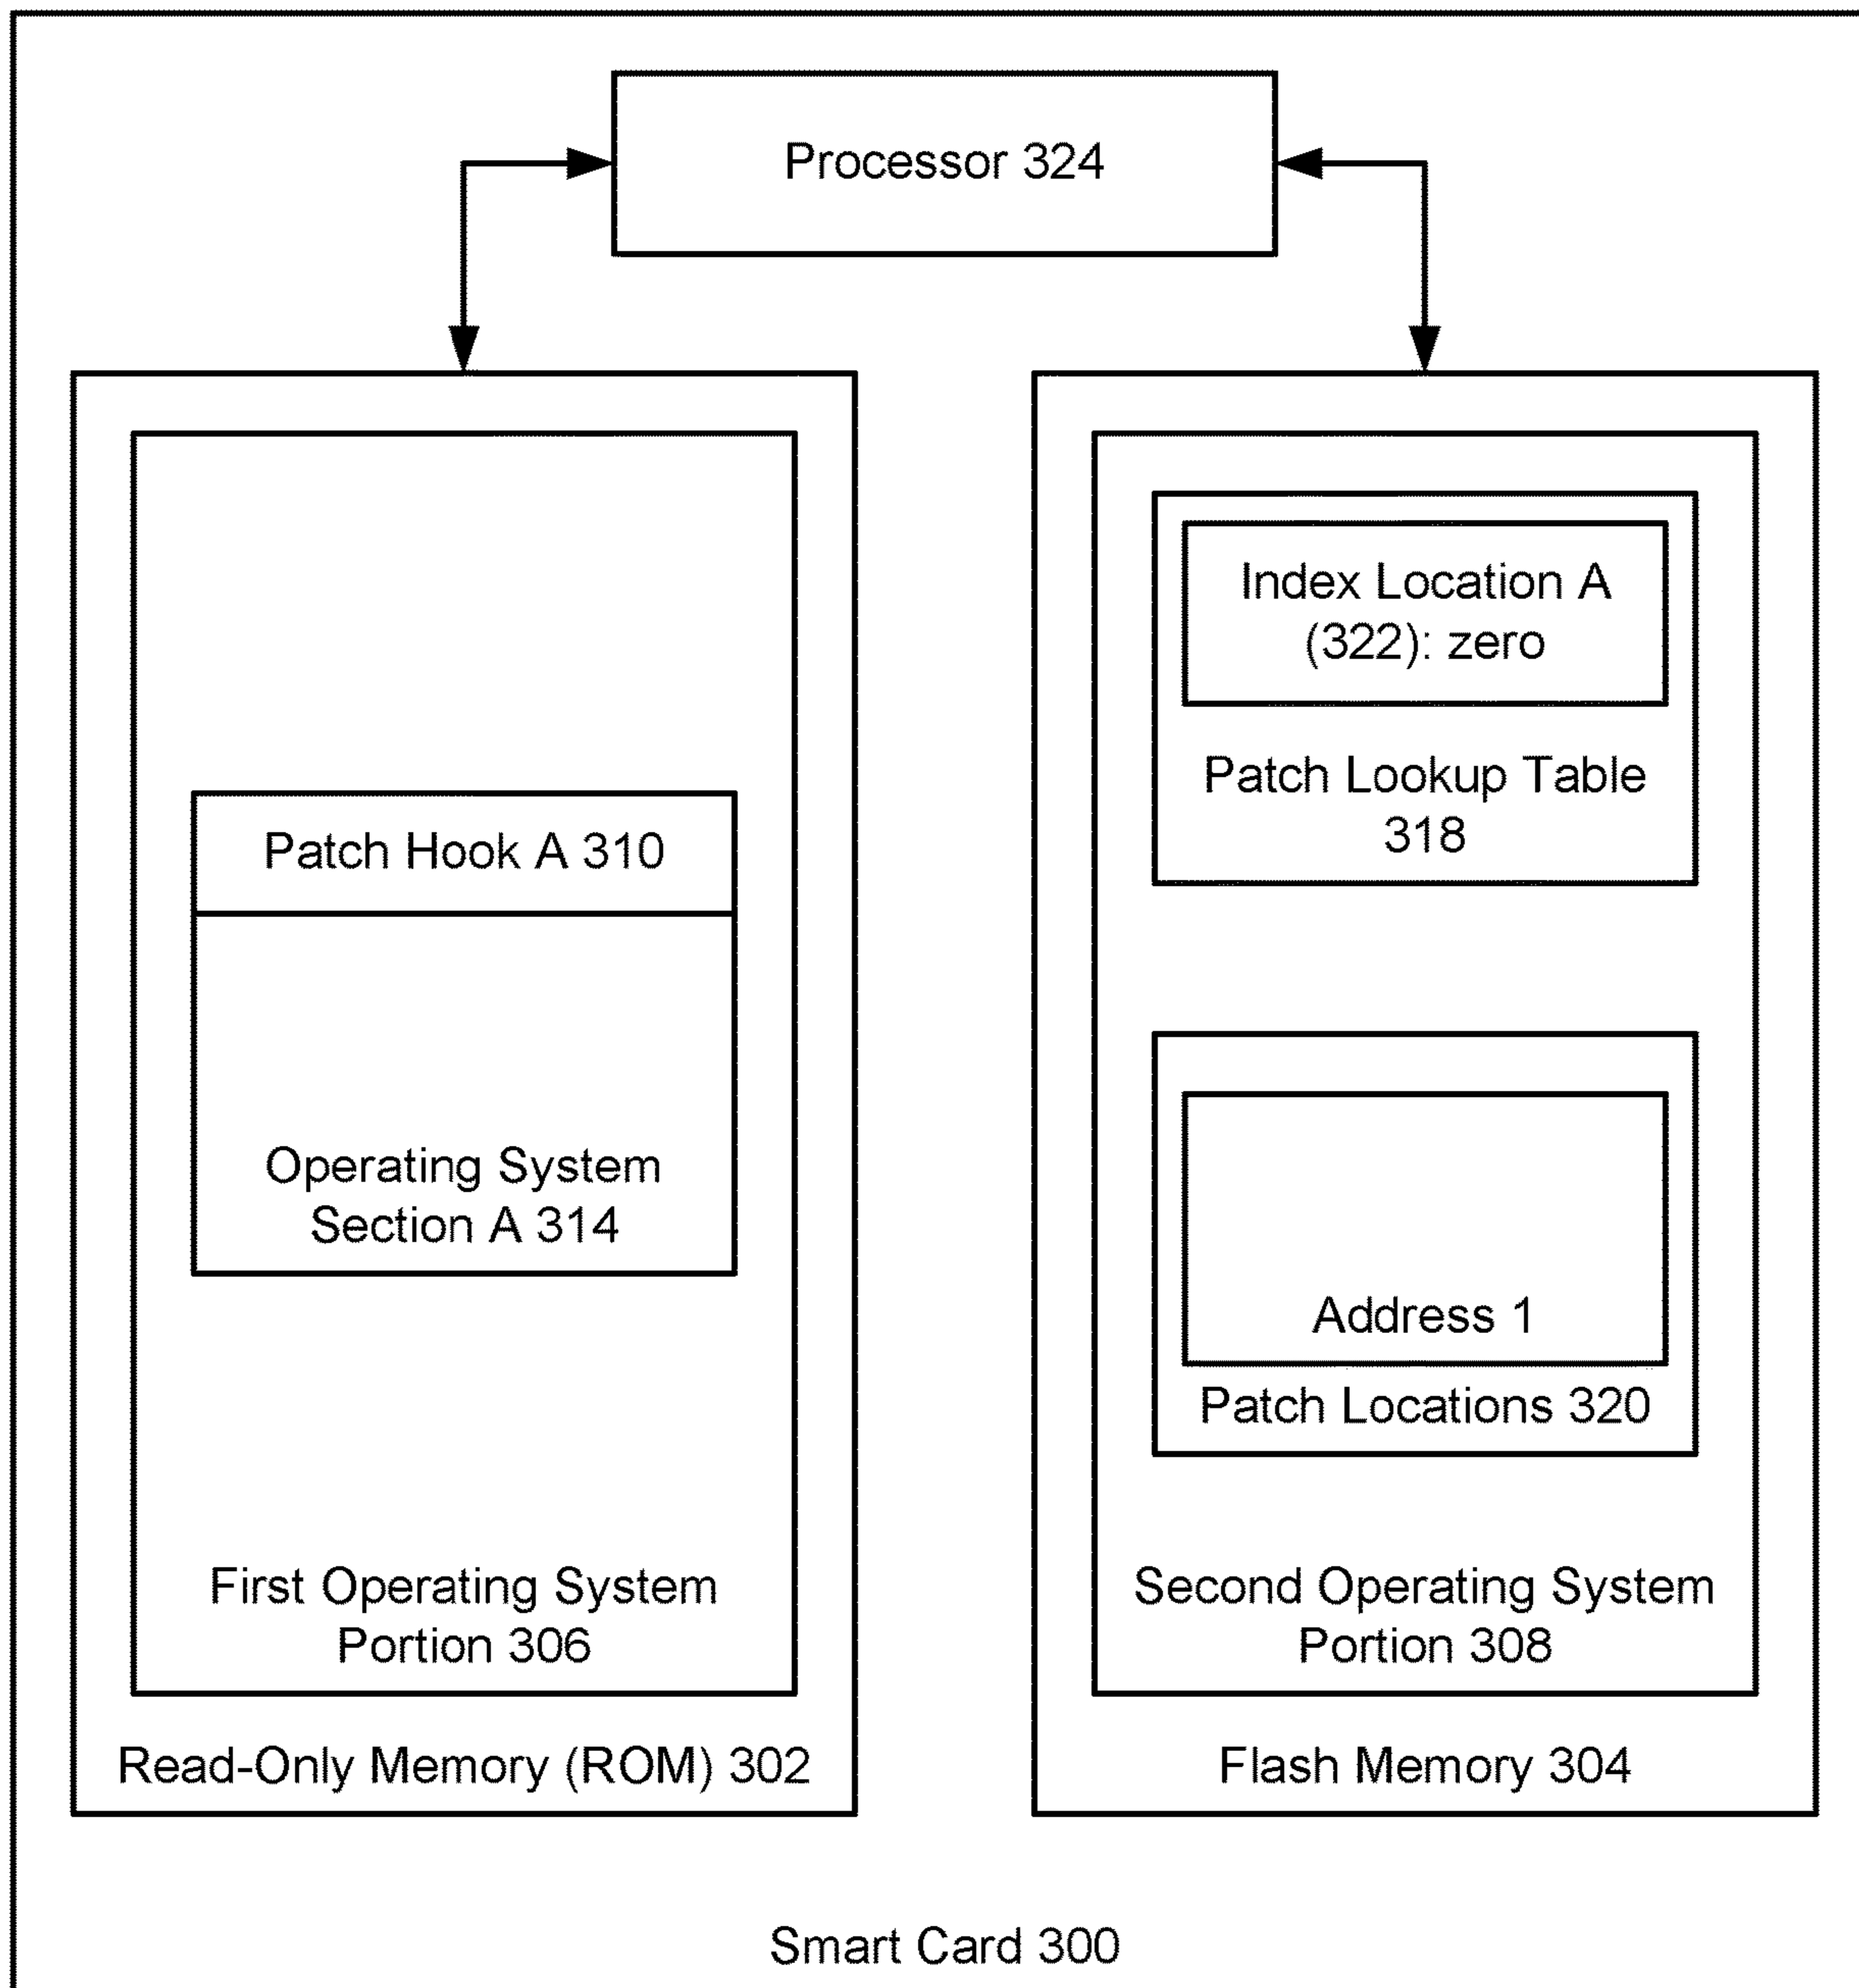 Processor 324
Patch Hook A 310
Operating System
Section A 314
First Operating System
Portion 306
Read-Only Memory (ROM) 302
Index Location A
(322): zero
Patch Lookup Table
318
Address 1
Patch Locations 320
Second Operating System
Portion 308
Flash Memory 304
Smart Card 300